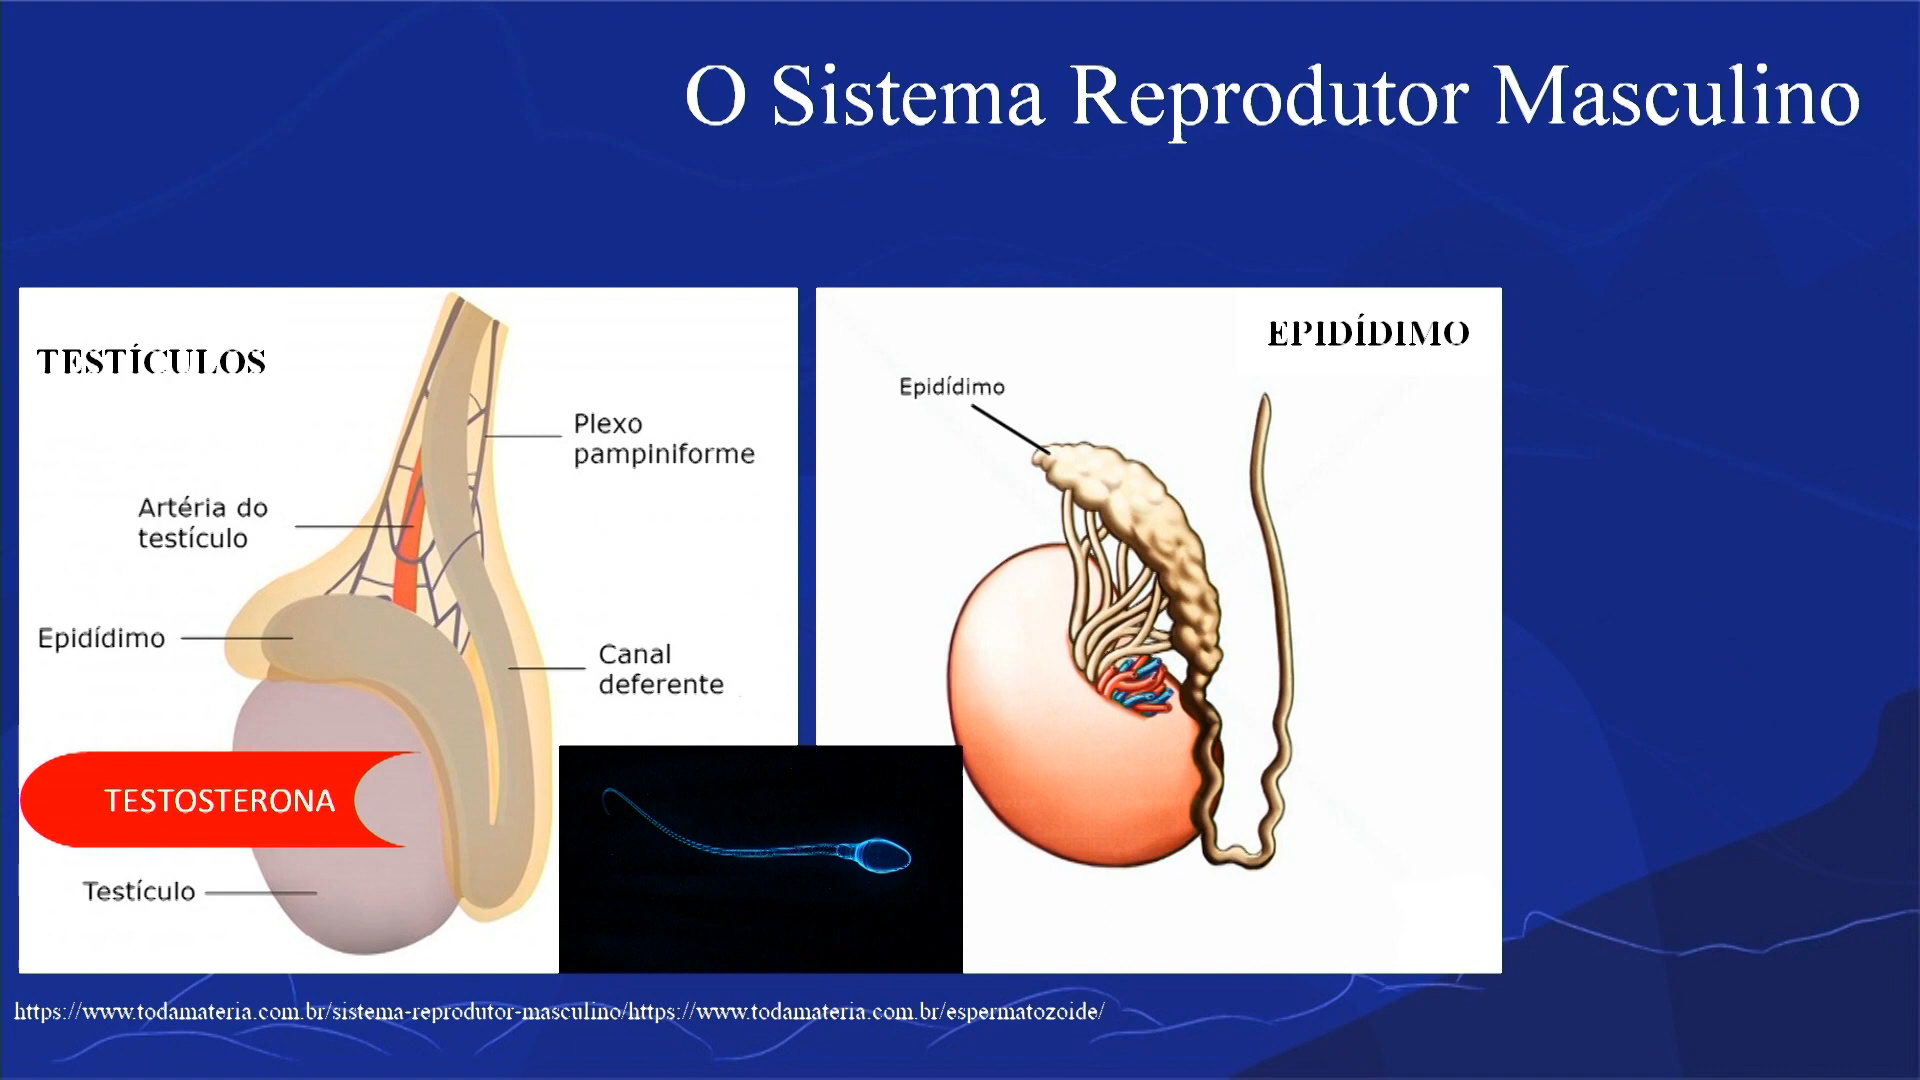 O Sistema Reprodutor Masculino
TESTÍCULOS
Plexo
pampiniforme
Artéria do
testículo
Epidídimo
Canal
deferente
TESTOSTERONA
Testículo
EPIDÍDIMO
Epidídimo
https://www.todamateria.com.br/sistema-reprodutor-masculino/https://www.todamateria.com.br/espermatozoide/